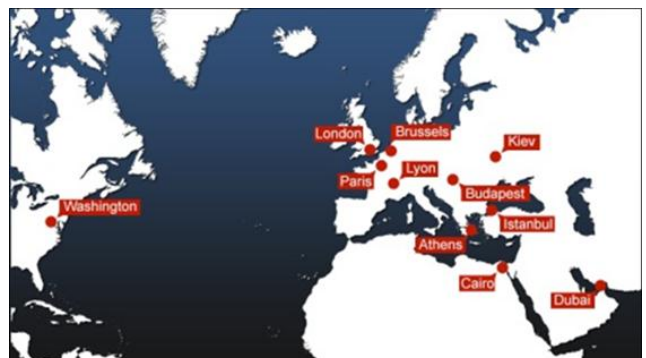 London
Brussels
Kiev
Paris
Lyon
Budapest
Washington
Istanbul
Athens
Cairo
Dubai